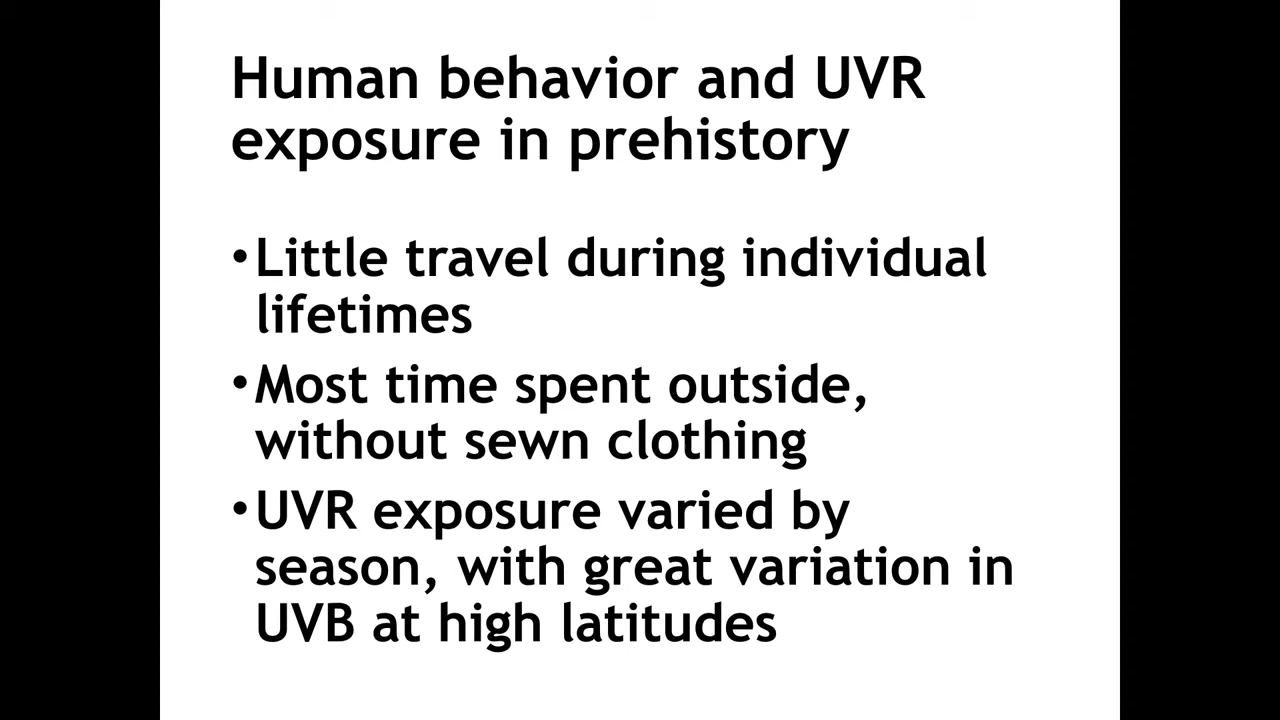 Human behavior and UVR
exposure in prehistory
•Little travel during individual
lifetimes
•Most time spent outside,
without sewn clothing
•UVR exposure varied by
season, with great variation in
UVB at high latitudes